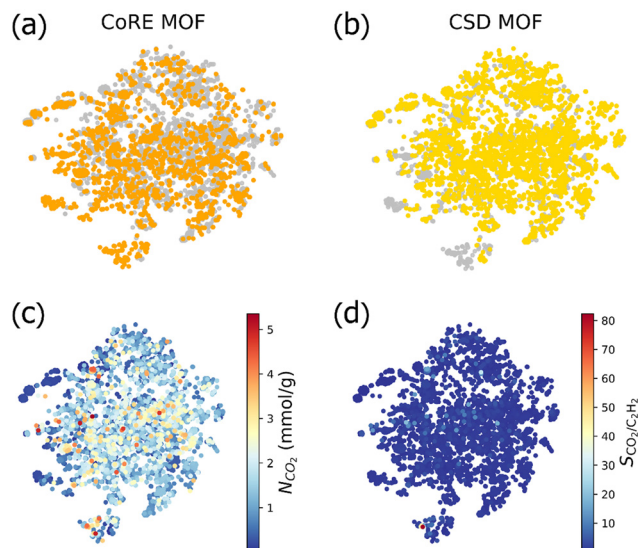 (a) CoRE MOF
(b) CSD MOF
(c)
5
4
3
2
1
N_CO₂ (mmol/g)
(d)
80
70
60
50
40
30
20
10
S_CO₂/C₂H₂